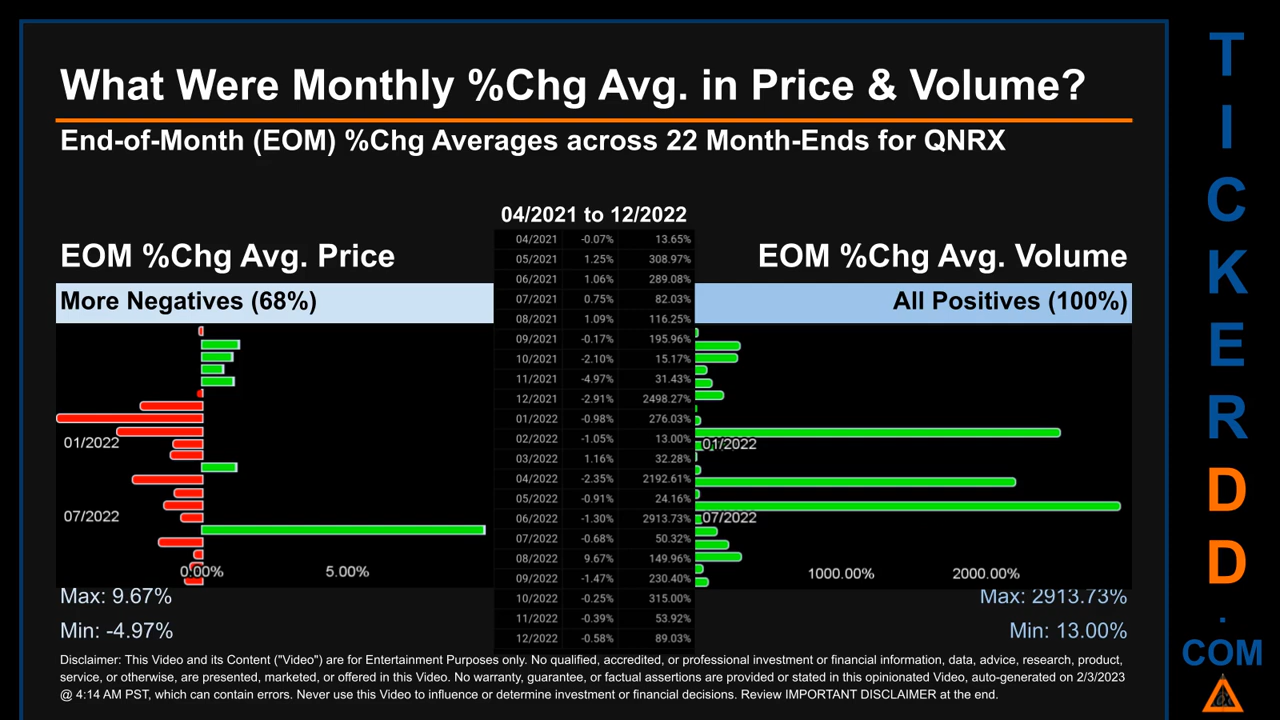 What Were Monthly %Chg Avg. in Price & Volume?
End-of-Month (EOM) %Chg Averages across 22 Month-Ends for QNRX
04/2021 to 12/2022
EOM %Chg Avg. Price
EOM %Chg Avg. Volume
More Negatives (68%)
All Positives (100%)
04/2021 -0.07% 13.65%
05/2021 1.25% 308.97%
06/2021 1.06% 289.08%
07/2021 0.75% 82.03%
08/2021 1.09% 116.25%
09/2021 -0.17% 195.96%
10/2021 -2.10% 15.17%
11/2021 -4.97% 31.43%
12/2021 -2.91% 2498.27%
01/2022 -0.98% 276.03%
02/2022 -1.05% 13.00%
03/2022 1.16% 32.28%
04/2022 -2.35% 2192.61%
05/2022 -0.91% 24.16%
06/2022 -1.30% 2913.73%
07/2022 -0.68% 50.32%
08/2022 9.67% 149.96%
09/2022 -1.47% 230.40%
10/2022 -0.25% 315.00%
11/2022 -0.39% 53.92%
12/2022 -0.58% 89.03%
01/2022
07/2022
0.00% 5.00%
01/2022
07/2022
1000.00% 2000.00%
Max: 9.67%
Min: -4.97%
Max: 2913.73%
Min: 13.00%
Disclaimer: This Video and its Content ("Video") are for Entertainment Purposes only. No qualified, accredited, or professional investment or financial information, data, advice, research, product,
service, or otherwise, are presented, marketed, or offered in this Video. No warranty, guarantee, or factual assertions are provided or stated in this opinionated Video, auto-generated on 2/3/2023
@ 4:14 AM PST, which can contain errors. Never use this Video to influence or determine investment or financial decisions. Review IMPORTANT DISCLAIMER at the end.
T
I
C
K
E
R
D
D
.
COM